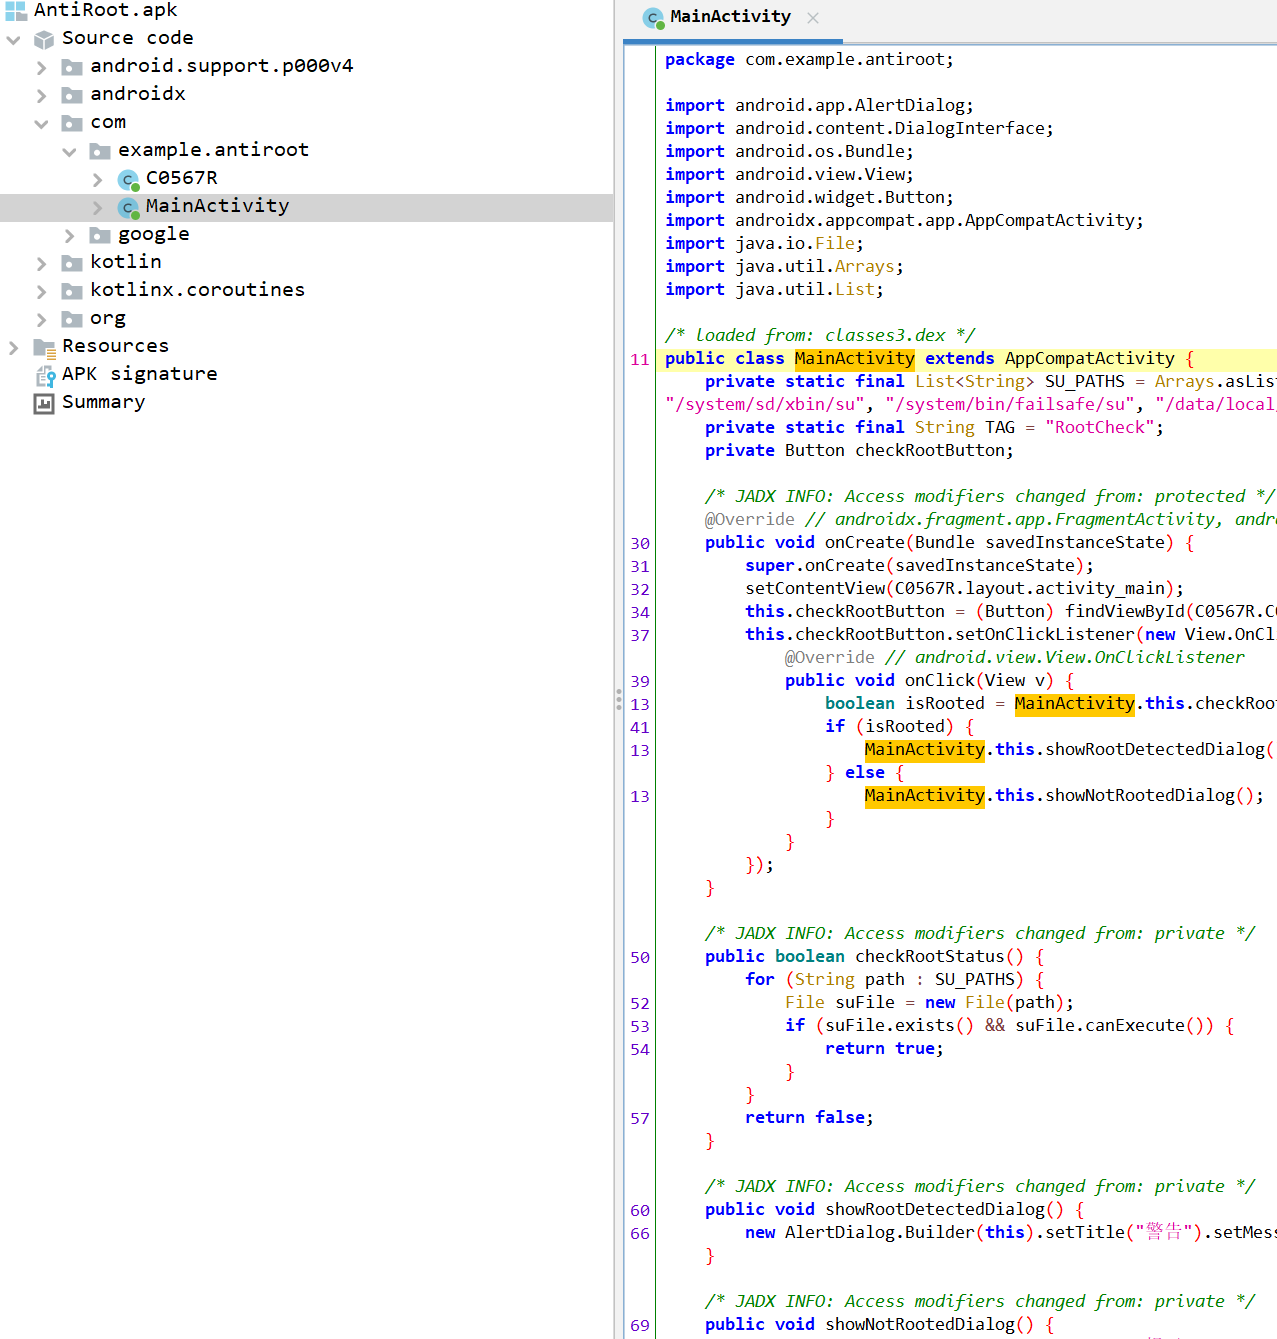 AntiRoot.apk
Source code
android.support.p000v4
androidx
com
example.antiroot
C0567R
MainActivity
google
kotlin
kotlinx.coroutines
org
Resources
APK signature
Summary
MainActivity
package com.example.antiroot;
import android.app.AlertDialog;
import android.content.DialogInterface;
import android.os.Bundle;
import android.view.View;
import android.widget.Button;
import androidx.appcompat.app.AppCompatActivity;
import java.io.File;
import java.util.Arrays;
import java.util.List;
/* loaded from: classes3.dex */
11 public class MainActivity extends AppCompatActivity {
private static final List<String> SU_PATHS = Arrays.asList
"/system/sd/xbin/su", "/system/bin/failsafe/su", "/data/local
private static final String TAG = "RootCheck";
private Button checkRootButton;
/* JADX INFO: Access modifiers changed from: protected */
@Override // androidx.fragment.app.FragmentActivity, andro
30 public void onCreate(Bundle savedInstanceState) {
31 super.onCreate(savedInstanceState);
32 setContentView(C0567R.layout.activity_main);
34 this.checkRootButton = (Button) findViewById(C0567R.C0
37 this.checkRootButton.setOnClickListener(new View.OnCli
@Override // android.view.View.OnClickListener
39 public void onClick(View v) {
13 boolean isRooted = MainActivity.this.checkRoo
41 if (isRooted) {
13 MainActivity.this.showRootDetectedDialog(
} else {
13 MainActivity.this.showNotRootedDialog();
}
}
});
}
/* JADX INFO: Access modifiers changed from: private */
50 public boolean checkRootStatus() {
for (String path : SU_PATHS) {
52 File suFile = new File(path);
53 if (suFile.exists() && suFile.canExecute()) {
54 return true;
}
}
57 return false;
}
/* JADX INFO: Access modifiers changed from: private */
60 public void showRootDetectedDialog() {
66 new AlertDialog.Builder(this).setTitle("警告").setMess
}
/* JADX INFO: Access modifiers changed from: private */
69 public void showNotRootedDialog() {